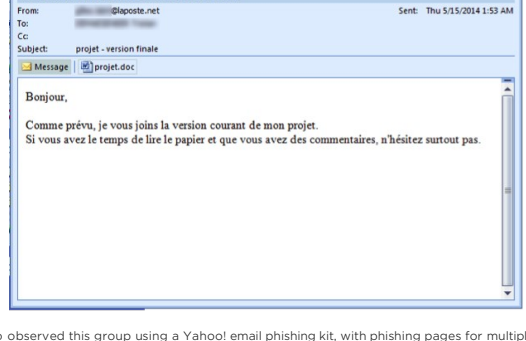 From: @laposte.net Sent: Thu 5/15/2014 1:53 AM
To:
Cc:
Subject: projet - version finale
Message projet.doc
Bonjour,
Comme prévu, je vous joins la version courant de mon projet.
Si vous avez le temps de lire le papier et que vous avez des commentaires, n'hésitez surtout pas.
observed this group using a Yahoo! email phishing kit, with phishing pages for